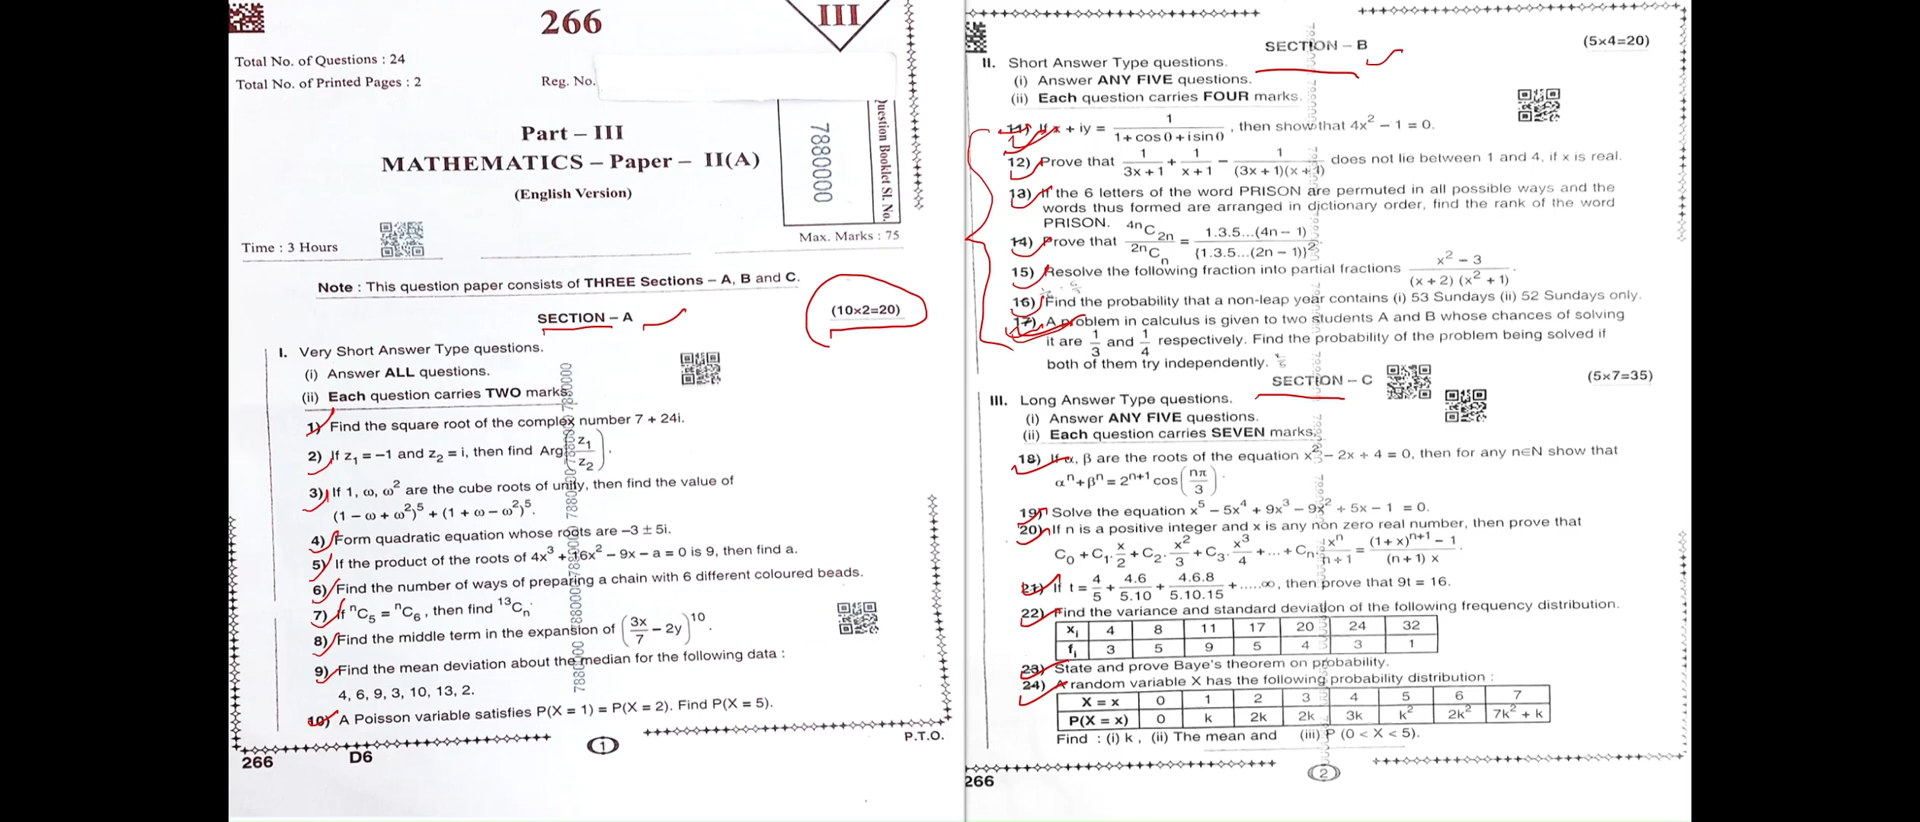 266
III
Total No. of Questions : 24
Total No. of Printed Pages : 2
Reg. No.
Part – III
MATHEMATICS – Paper – II(A)
(English Version)
Question Booklet Sl. No.
7880000
Time : 3 Hours
Max. Marks : 75
Note : This question paper consists of THREE Sections – A, B and C.
SECTION – A
(10×2=20)
I. Very Short Answer Type questions.
(i) Answer ALL questions.
(ii) Each question carries TWO marks.
1) Find the square root of the complex number 7 + 24i.
2) If z₁ = –1 and z₂ = i, then find Arg(z₁/z₂).
3) If 1, ω, ω² are the cube roots of unity, then find the value of
(1 – ω + ω²)⁵ + (1 + ω – ω²)⁵.
4) Form quadratic equation whose roots are –3 ± 5i.
5) If the product of the roots of 4x³ + 16x² – 9x – a = 0 is 9, then find a.
6) Find the number of ways of preparing a chain with 6 different coloured beads.
7) If ⁿC₅ = ⁿC₆, then find ¹³Cₙ.
8) Find the middle term in the expansion of (3x/7 – 2y)¹⁰.
9) Find the mean deviation about the median for the following data :
4, 6, 9, 3, 10, 13, 2.
10) A Poisson variable satisfies P(X = 1) = P(X = 2). Find P(X = 5).
7880000 7880000 7880000 7880000
P.T.O.
1
266
D6
SECTION – B
(5×4=20)
II. Short Answer Type questions.
(i) Answer ANY FIVE questions.
(ii) Each question carries FOUR marks.
11) If x + iy = 1/(1 + cos θ + i sin θ), then show that 4x² – 1 = 0.
12) Prove that 1/(3x + 1) + 1/(x + 1) – 1/((3x + 1)(x + 1)) does not lie between 1 and 4, if x is real.
13) If the 6 letters of the word PRISON are permuted in all possible ways and the
words thus formed are arranged in dictionary order, find the rank of the word
PRISON.
14) Prove that ⁴ⁿC₂ₙ/²ⁿCₙ = 1.3.5...(4n – 1)/{1.3.5...(2n – 1)}²
15) Resolve the following fraction into partial fractions (x² – 3)/((x + 2) (x² + 1)).
16) Find the probability that a non-leap year contains (i) 53 Sundays (ii) 52 Sundays only.
17) A problem in calculus is given to two students A and B whose chances of solving
it are 1/3 and 1/4 respectively. Find the probability of the problem being solved if
both of them try independently.
SECTION – C
(5×7=35)
III. Long Answer Type questions.
(i) Answer ANY FIVE questions.
(ii) Each question carries SEVEN marks.
18) If α, β are the roots of the equation x² – 2x + 4 = 0, then for any n∈N show that
αⁿ + βⁿ = 2ⁿ⁺¹ cos(nπ/3).
19) Solve the equation x⁵ – 5x⁴ + 9x³ – 9x² + 5x – 1 = 0.
20) If n is a positive integer and x is any non zero real number, then prove that
C₀ + C₁.x/2 + C₂.x²/3 + C₃.x³/4 + ... + Cₙ.xⁿ/(n + 1) = ((1 + x)ⁿ⁺¹ – 1)/((n + 1) x).
21) If t = 4/5 + 4.6/5.10 + 4.6.8/5.10.15 + .....∞, then prove that 9t = 16.
22) Find the variance and standard deviation of the following frequency distribution.
xᵢ 4 8 11 17 20 24 32
fᵢ 3 5 9 5 4 3 1
23) State and prove Baye's theorem on probability.
24) A random variable X has the following probability distribution :
X = x 0 1 2 3 4 5 6 7
P(X = x) 0 k 2k 2k 3k k² 2k² 7k² + k
Find : (i) k, (ii) The mean and (iii) P (0 < X < 5).
2
266